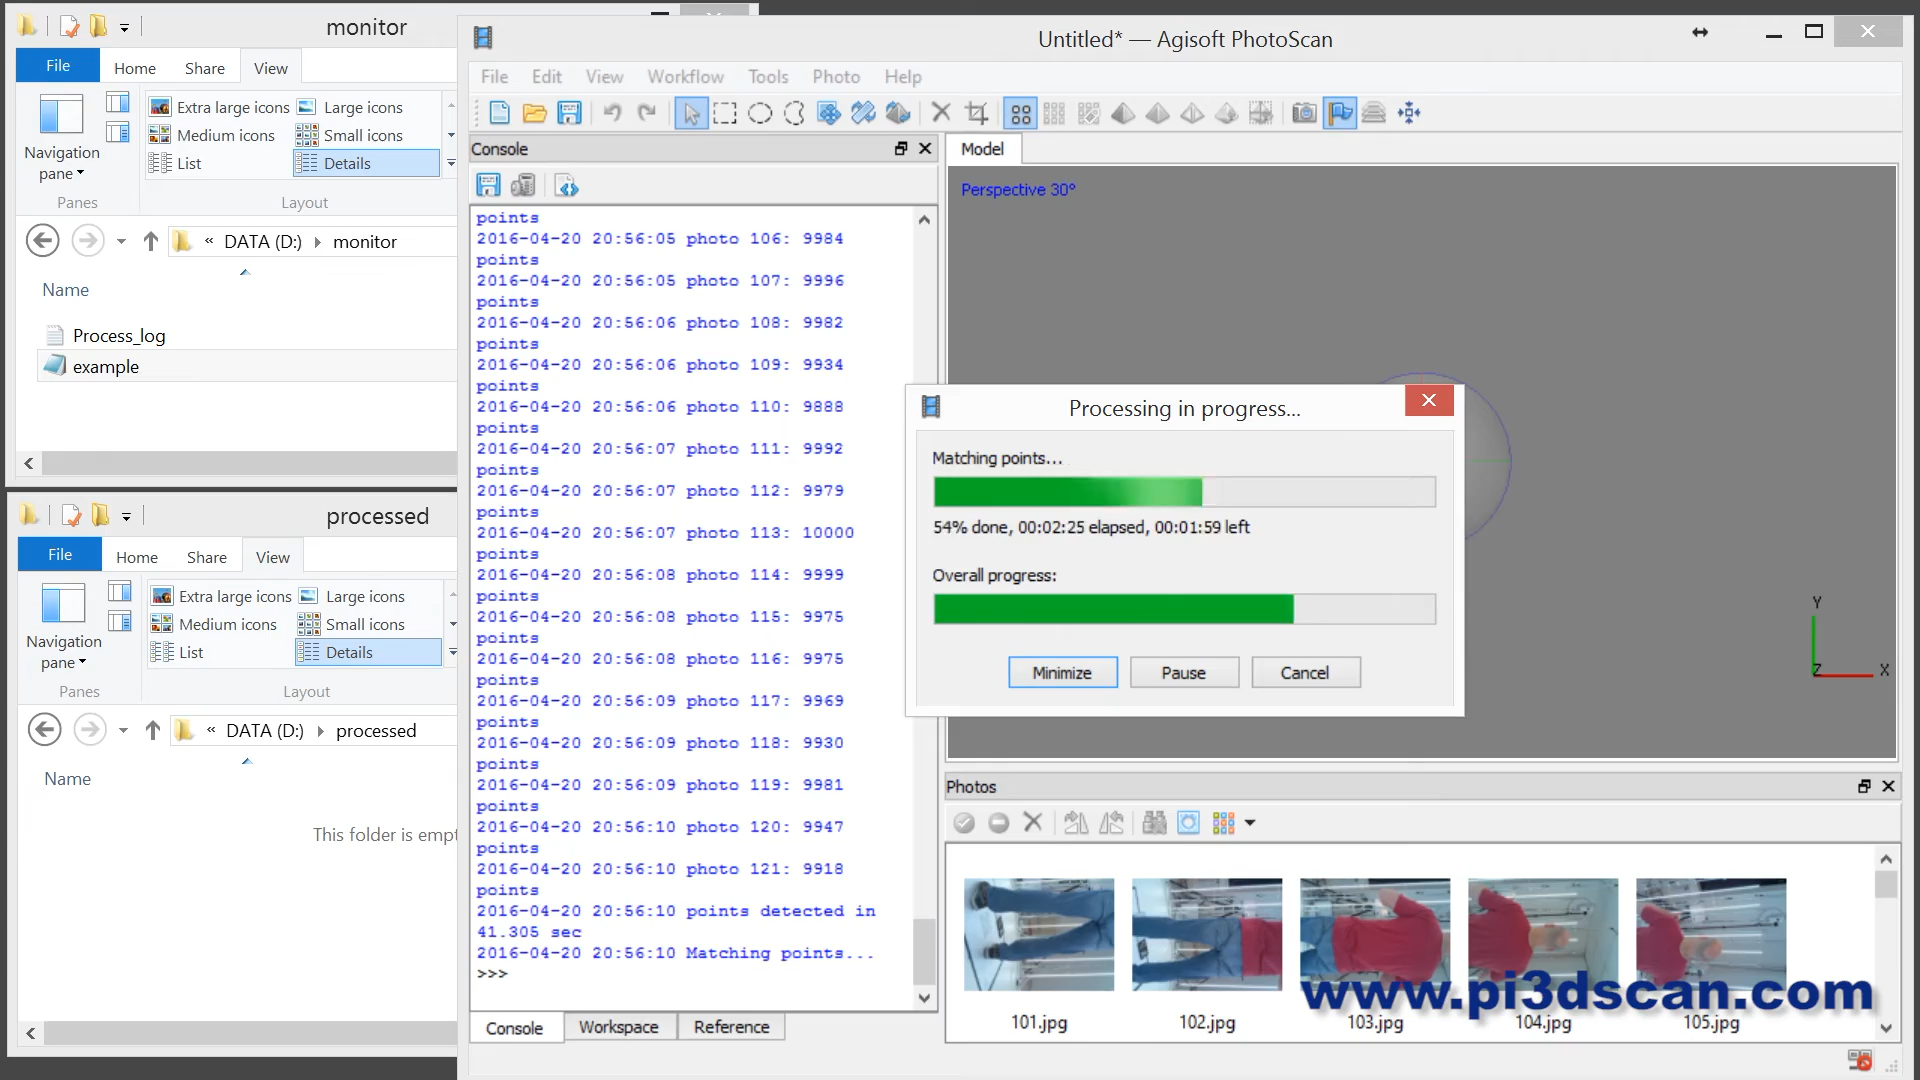 monitor
File
Home
Share
View
Extra large icons
Large icons
Medium icons
Small icons
List
Details
Navigation
pane
Panes
Layout
« DATA (D:)
monitor
Name
Process_log
example
processed
File
Home
Share
View
Extra large icons
Large icons
Medium icons
Small icons
List
Details
Navigation
pane
Panes
Layout
« DATA (D:)
processed
Name
This folder is empt
Untitled* — Agisoft PhotoScan
File Edit View Workflow Tools Photo Help
Console
points
2016-04-20 20:56:05 photo 106: 9984
points
2016-04-20 20:56:05 photo 107: 9996
points
2016-04-20 20:56:06 photo 108: 9982
points
2016-04-20 20:56:06 photo 109: 9934
points
2016-04-20 20:56:06 photo 110: 9888
points
2016-04-20 20:56:07 photo 111: 9992
points
2016-04-20 20:56:07 photo 112: 9979
points
2016-04-20 20:56:07 photo 113: 10000
points
2016-04-20 20:56:08 photo 114: 9999
points
2016-04-20 20:56:08 photo 115: 9975
points
2016-04-20 20:56:08 photo 116: 9975
points
2016-04-20 20:56:09 photo 117: 9969
points
2016-04-20 20:56:09 photo 118: 9930
points
2016-04-20 20:56:09 photo 119: 9981
points
2016-04-20 20:56:10 photo 120: 9947
points
2016-04-20 20:56:10 photo 121: 9918
points
2016-04-20 20:56:10 points detected in
41.305 sec
2016-04-20 20:56:10 Matching points...
>>>
Console
Workspace
Reference
Model
Perspective 30°
Y
Z
X
Processing in progress...
Matching points...
54% done, 00:02:25 elapsed, 00:01:59 left
Overall progress:
Minimize
Pause
Cancel
Photos
www.pi3dscan.com
101.jpg
102.jpg
103.jpg
104.jpg
105.jpg